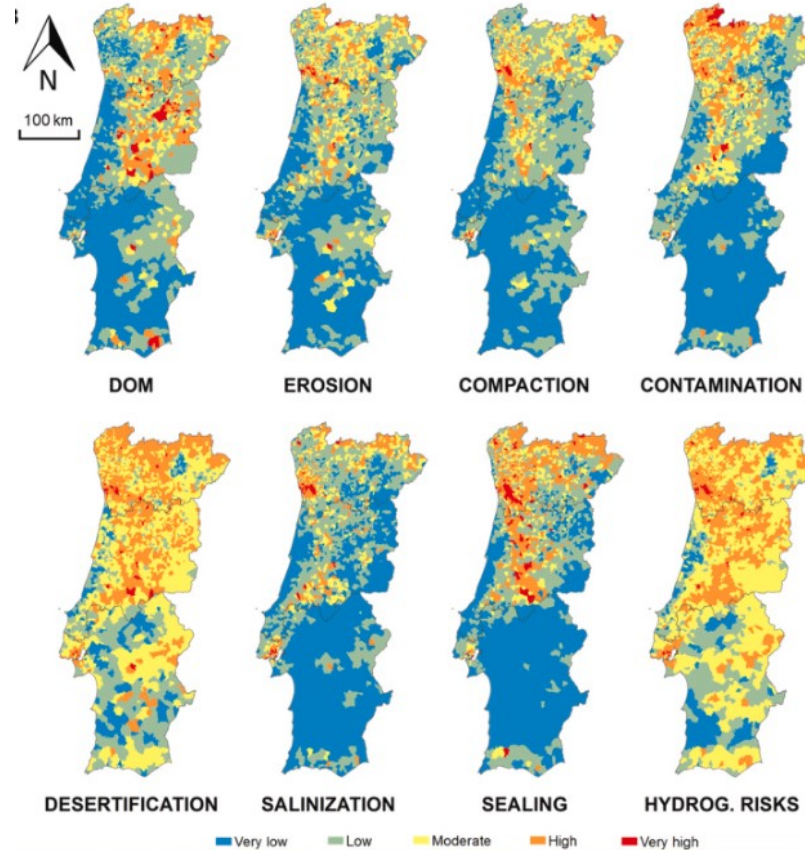 N
100 km
DOM EROSION COMPACTION CONTAMINATION
DESERTIFICATION SALINIZATION SEALING HYDROG. RISKS
Very low Low Moderate High Very high